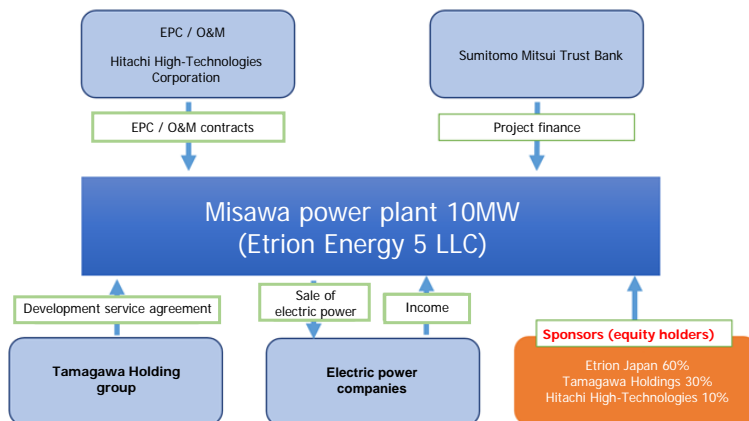 EPC / O&M
Hitachi High-Technologies
Corporation
Sumitomo Mitsui Trust Bank
EPC / O&M contracts
Project finance
Misawa power plant 10MW
(Etrion Energy 5 LLC)
Development service agreement
Sale of
electric power
Income
Sponsors (equity holders)
Tamagawa Holding
group
Electric power
companies
Etrion Japan 60%
Tamagawa Holdings 30%
Hitachi High-Technologies 10%